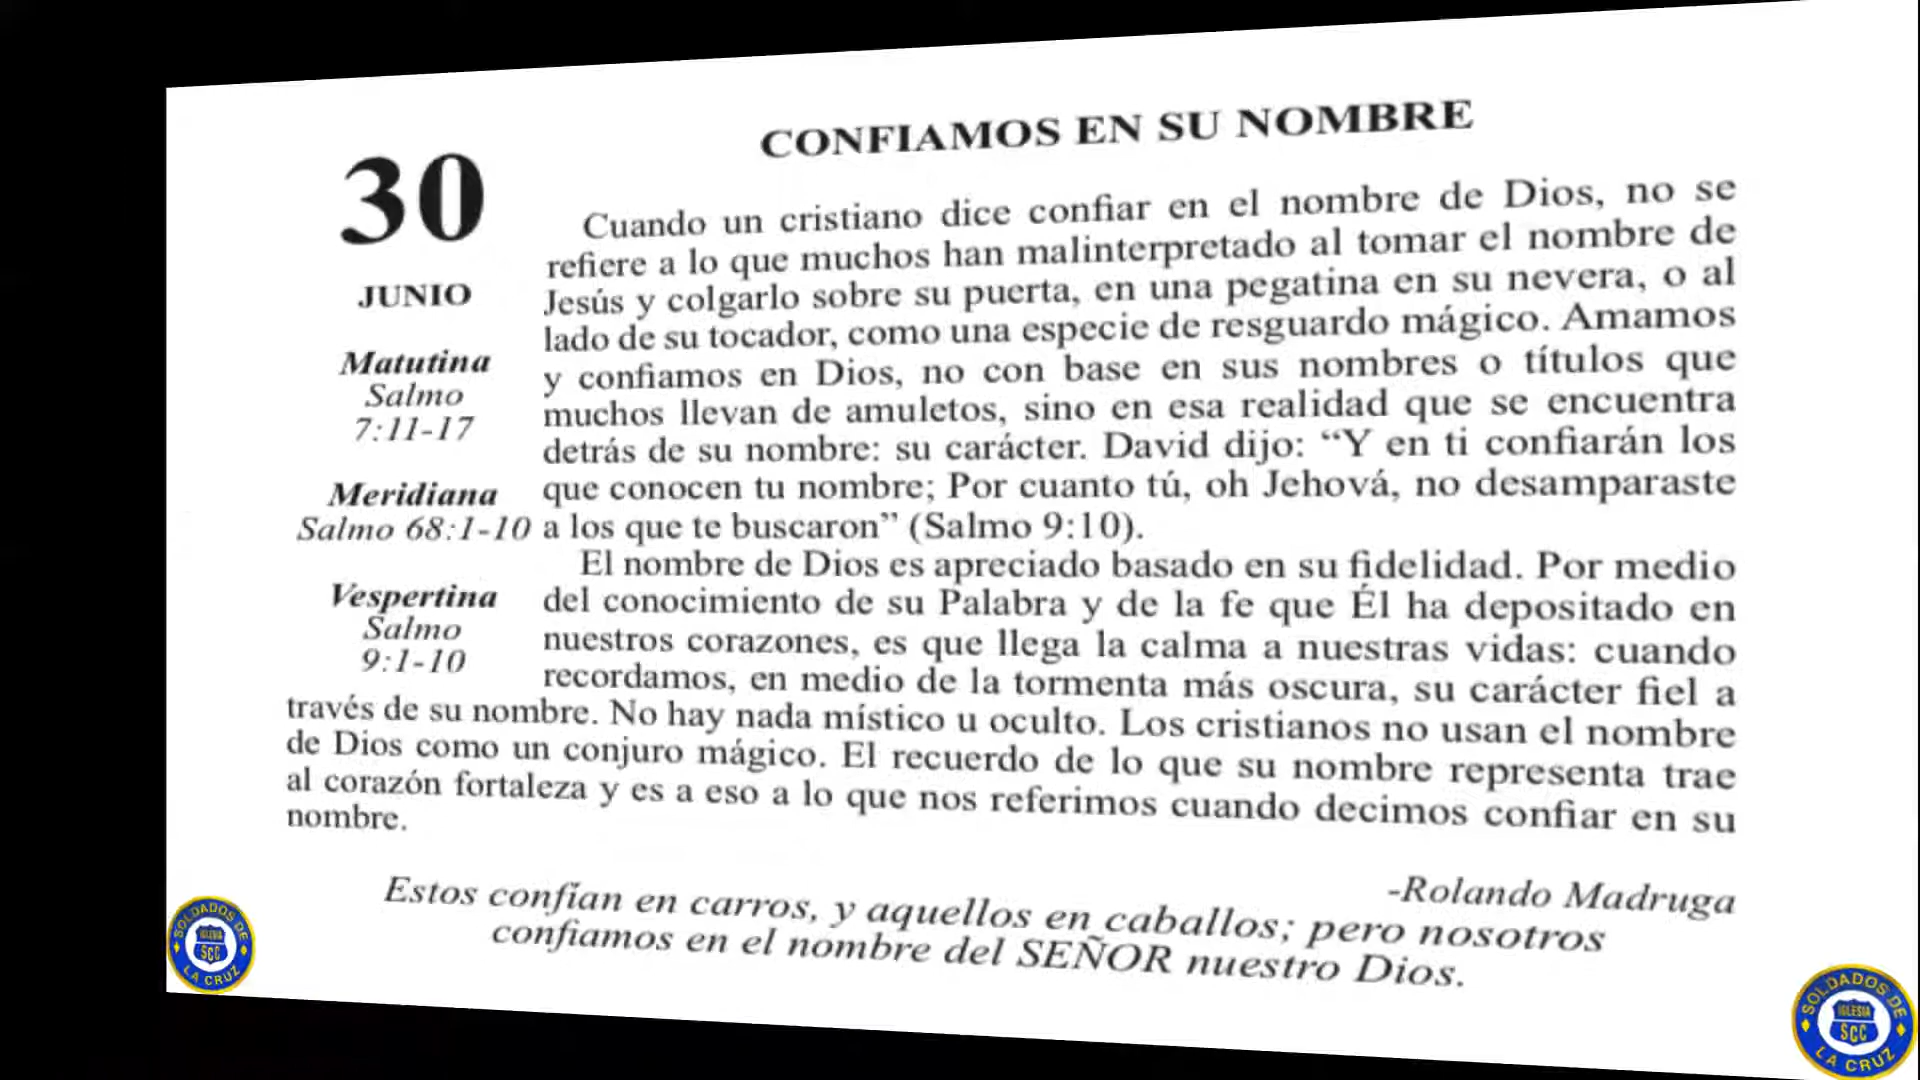 CONFIAMOS EN SU NOMBRE
30
JUNIO
Matutina
Salmo
7:11-17
Meridiana
Salmo 68:1-10
Vespertina
Salmo
9:1-10
Cuando un cristiano dice confiar en el nombre de Dios, no se
refiere a lo que muchos han malinterpretado al tomar el nombre de
Jesús y colgarlo sobre su puerta, en una pegatina en su nevera, o al
lado de su tocador, como una especie de resguardo mágico. Amamos
y confiamos en Dios, no con base en sus nombres o títulos que
muchos llevan de amuletos, sino en esa realidad que se encuentra
detrás de su nombre: su carácter. David dijo: “Y en ti confiarán los
que conocen tu nombre; Por cuanto tú, oh Jehová, no desamparaste
a los que te buscaron” (Salmo 9:10).
El nombre de Dios es apreciado basado en su fidelidad. Por medio
del conocimiento de su Palabra y de la fe que Él ha depositado en
nuestros corazones, es que llega la calma a nuestras vidas: cuando
recordamos, en medio de la tormenta más oscura, su carácter fiel a
través de su nombre. No hay nada místico u oculto. Los cristianos no usan el nombre
de Dios como un conjuro mágico. El recuerdo de lo que su nombre representa trae
al corazón fortaleza y es a eso a lo que nos referimos cuando decimos confiar en su
nombre.
-Rolando Madruga
Estos confían en carros, y aquellos en caballos; pero nosotros
confiamos en el nombre del SEÑOR nuestro Dios.
SOLDADOS DE
IGLESIA
SCC
LA CRUZ
SOLDADOS DE
IGLESIA
SCC
LA CRUZ